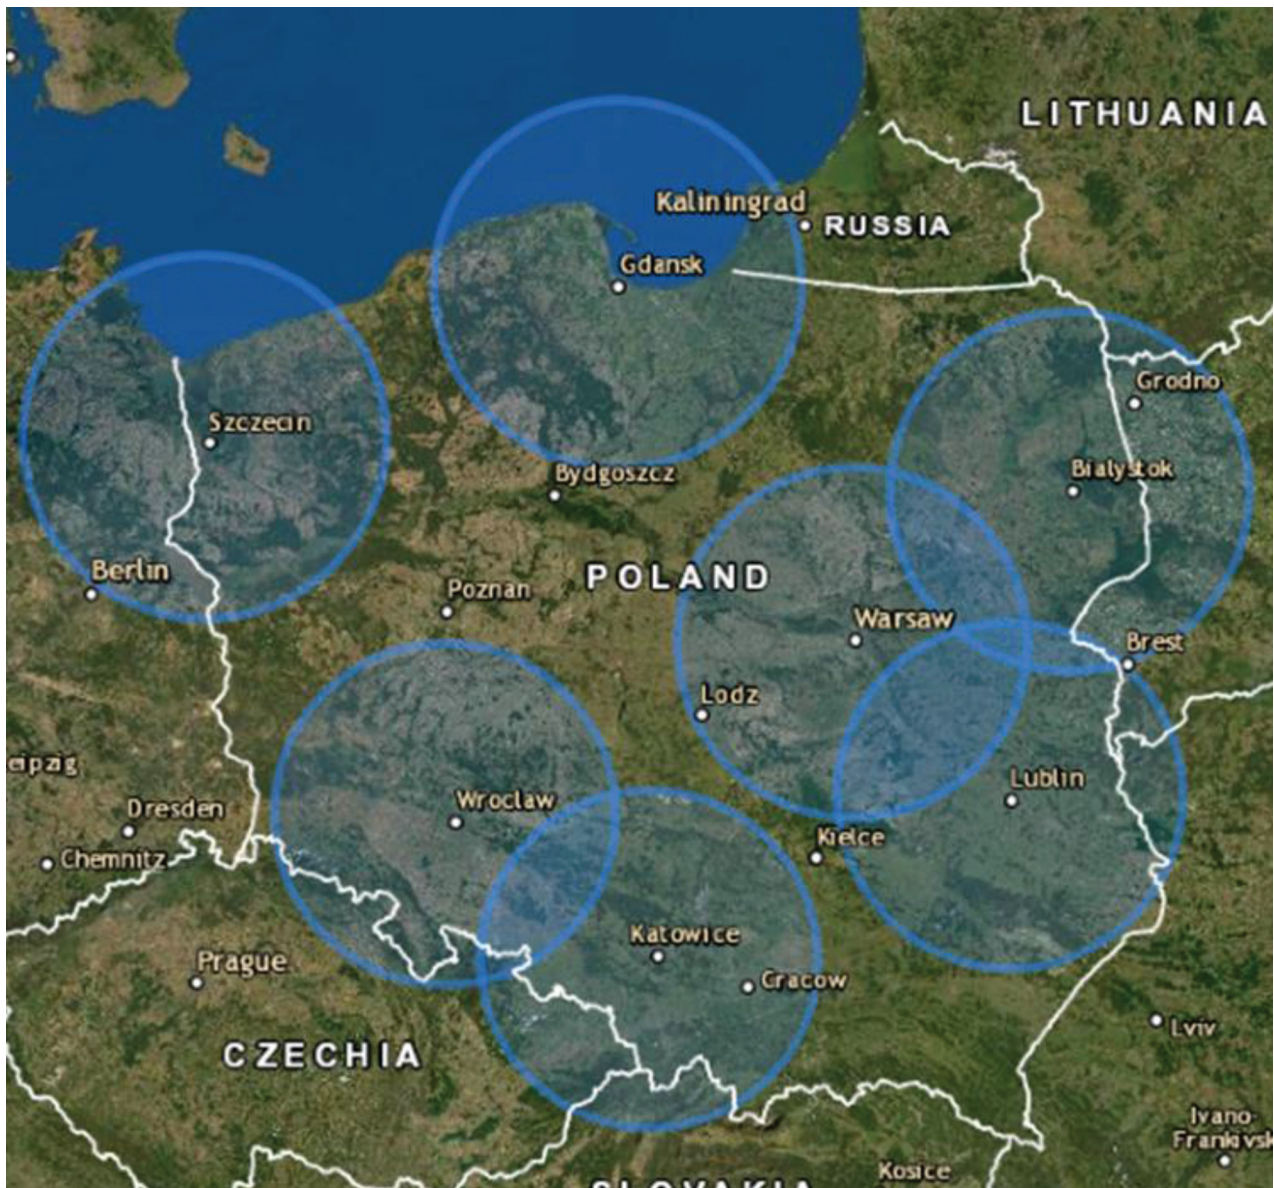 LITHUANIA
Kaliningrad
RUSSIA
Gdansk
Grodno
Szczecin
Bialystok
Bydgoszcz
Berlin
POLAND
Poznan
Warsaw
Brest
Lodz
eipzig
Lublin
Wroclaw
Dresden
Kielce
Chemnitz
Katowice
Prague
Cracow
Lviv
CZECHIA
Ivano-
Frankivsk
Kosice
SLOVAKIA